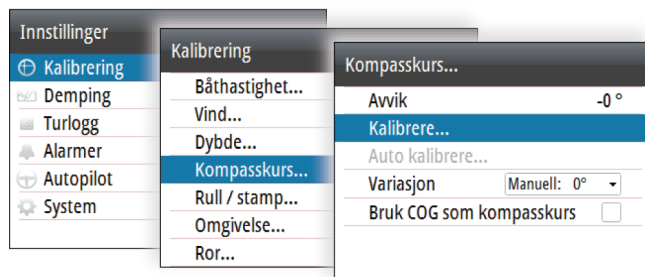 Innstillinger
Kalibrering
Demping
Turlogg
Alarmer
Autopilot
System
Kalibrering
Båthastighet...
Vind...
Dybde...
Kompasskurs...
Rull / stamp...
Omgivelse...
Ror...
Kompasskurs...
Avvik -0 °
Kalibrere...
Auto kalibrere...
Variasjon Manuell: 0°
Bruk COG som kompasskurs